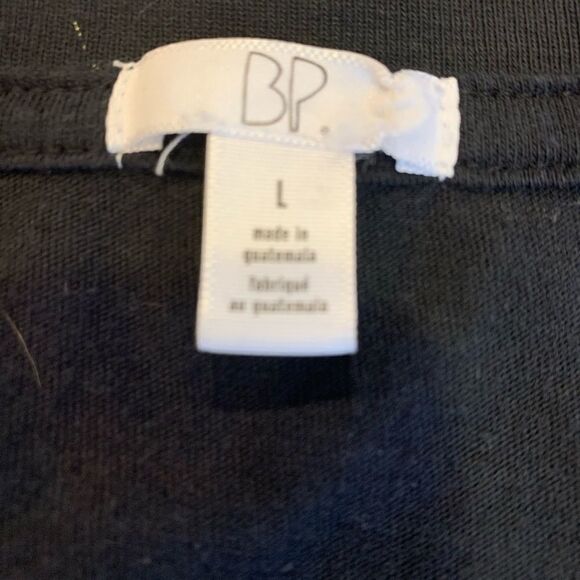 BP.
L
made in
guatemala
fabriqué
au guatemala